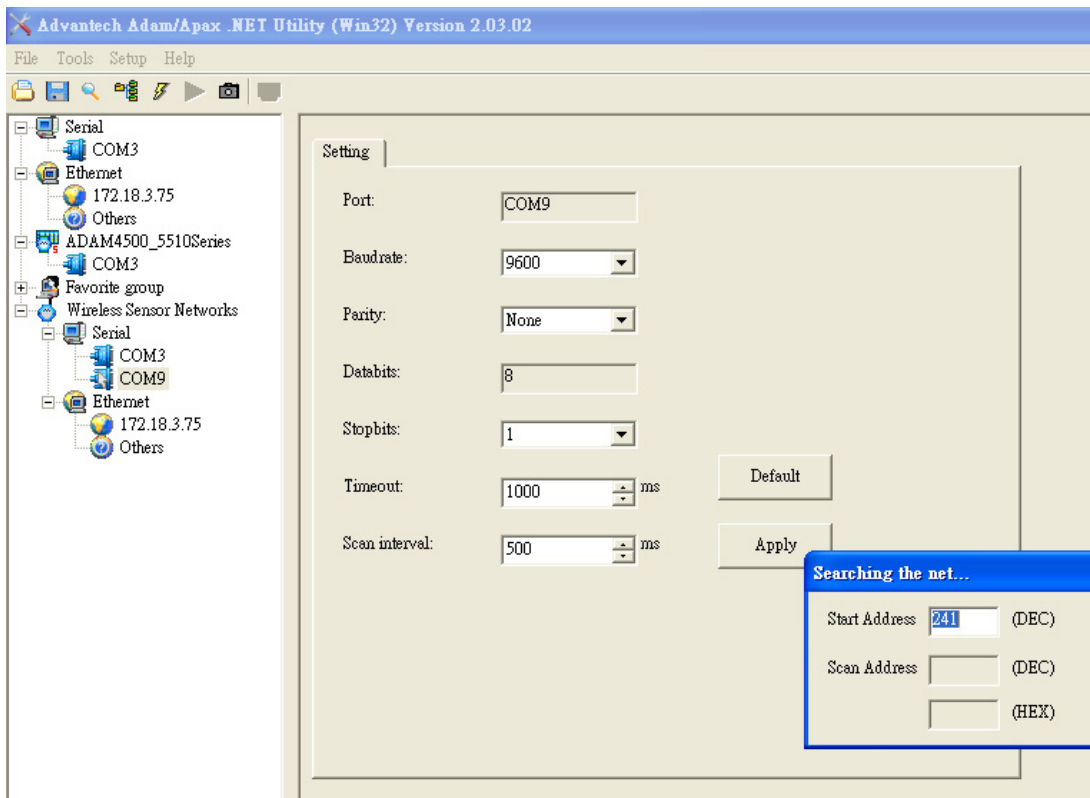 Advantech Adam/Apax .NET Utility (Win32) Version 2.03.02
File Tools Setup Help
Serial
COM3
Ethernet
172.18.3.75
Others
ADAM4500_5510Series
COM3
Favorite group
Wireless Sensor Networks
Serial
COM3
COM9
Ethernet
172.18.3.75
Others
Setting
Port: COM9
Baudrate: 9600
Parity: None
Databits: 8
Stopbits: 1
Timeout: 1000 ms
Default
Scan interval: 500 ms
Apply
Searching the net...
Start Address 241 (DEC)
Scan Address (DEC)
(HEX)